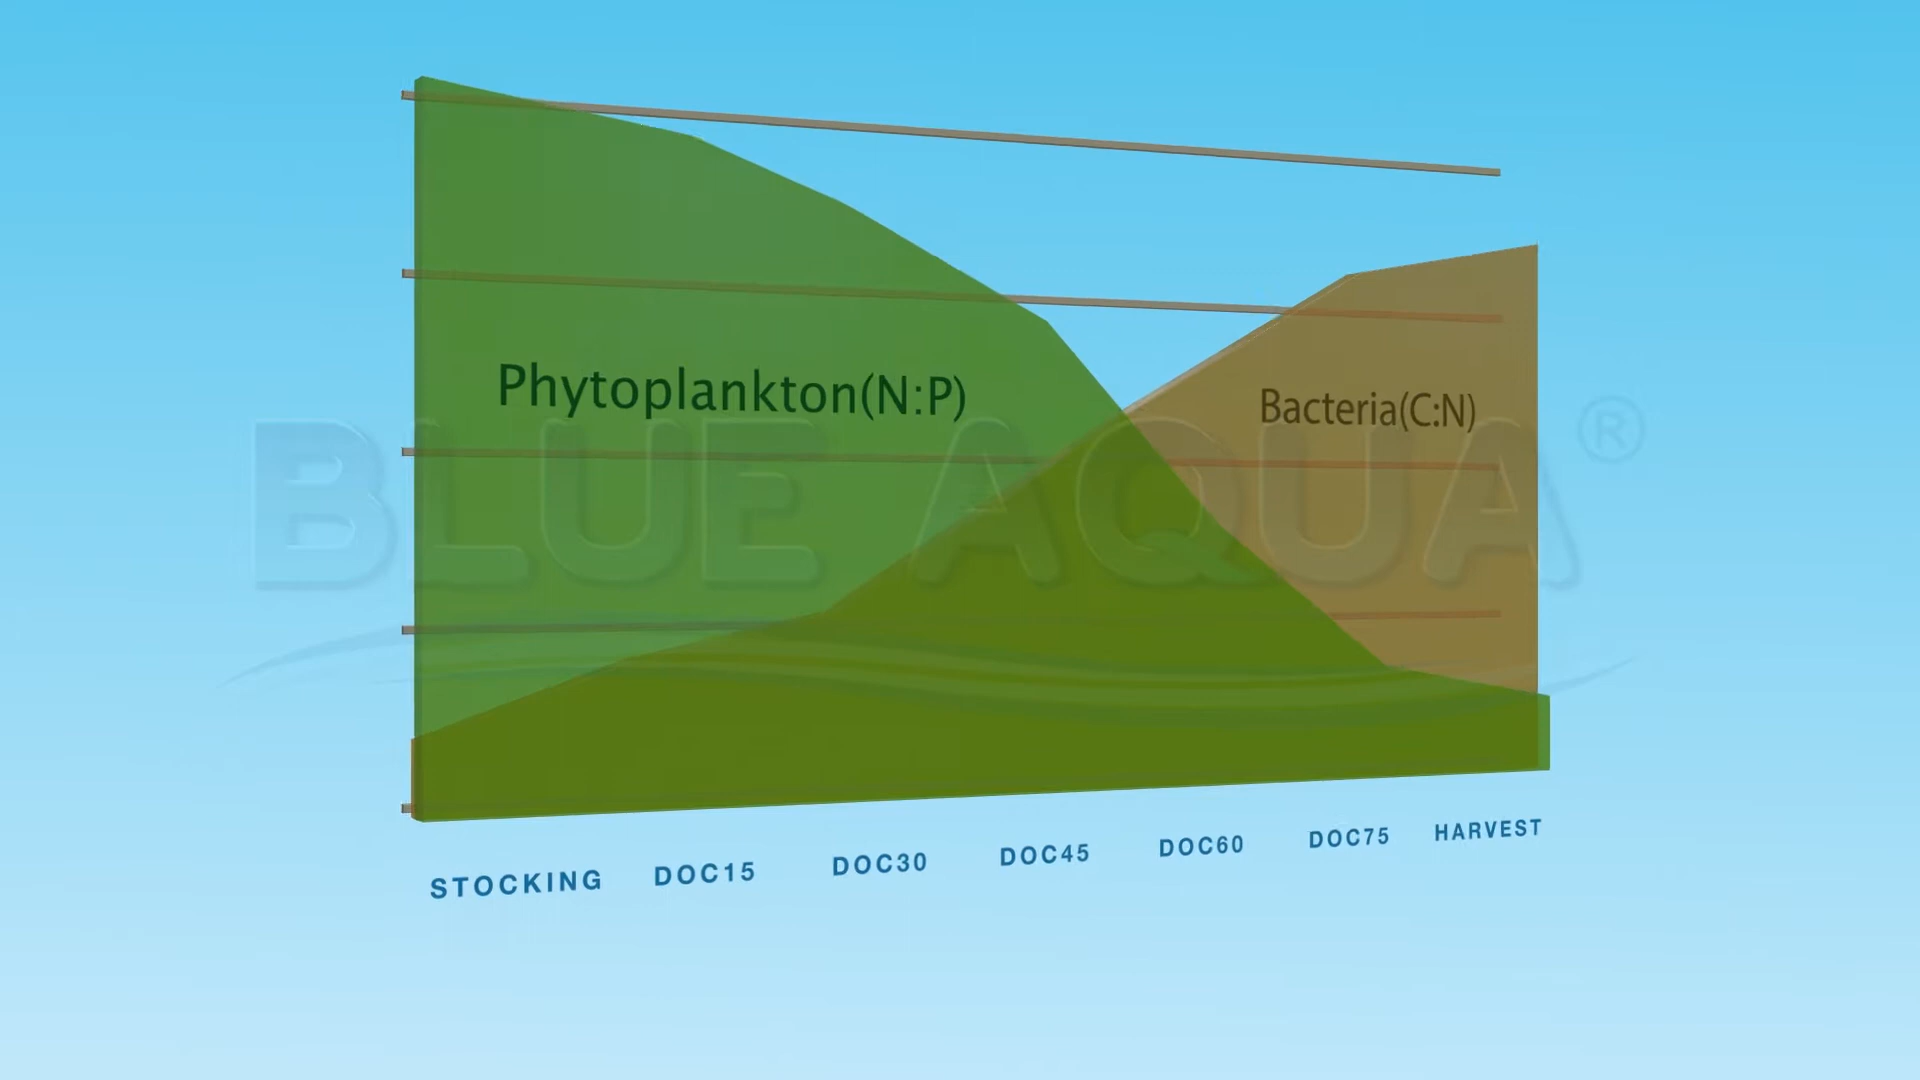 Phytoplankton(N:P)
Bacteria(C:N)
BLUE AQUA®
STOCKING DOC15 DOC30 DOC45 DOC60 DOC75 HARVEST